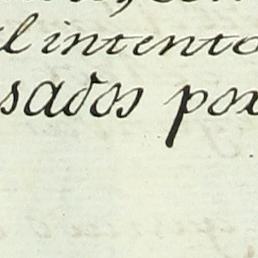 l intento
sados por